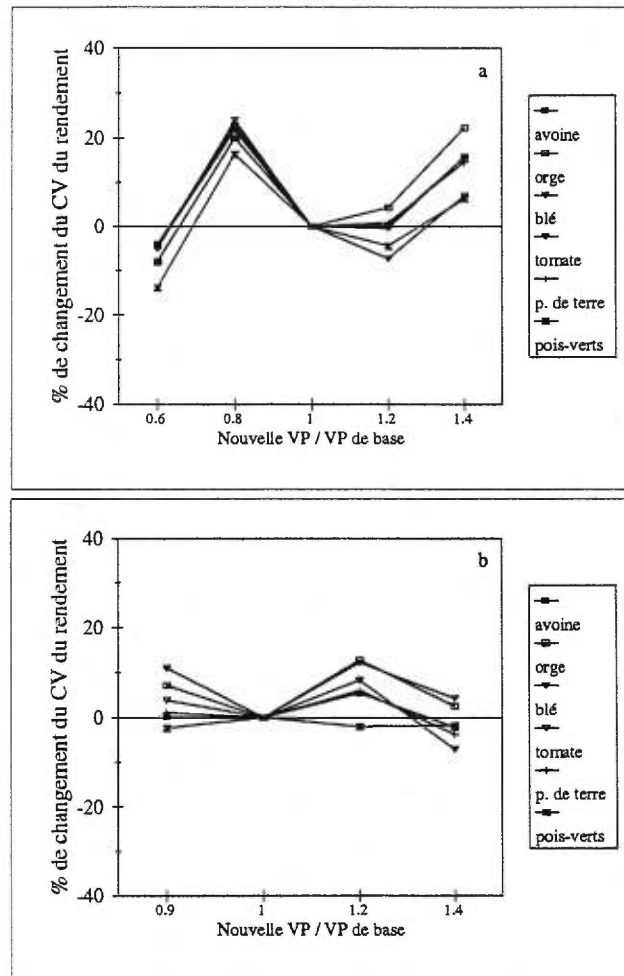 a
% de changement du CV du rendement
40
20
0
-20
-40
0.6 0.8 1 1.2 1.4
Nouvelle VP / VP de base
avoine
orge
blé
tomate
p. de terre
pois-verts
b
% de changement du CV du rendement
40
20
0
-20
-40
0.9 1 1.2 1.4
Nouvelle VP / VP de base
avoine
orge
blé
tomate
p. de terre
pois-verts